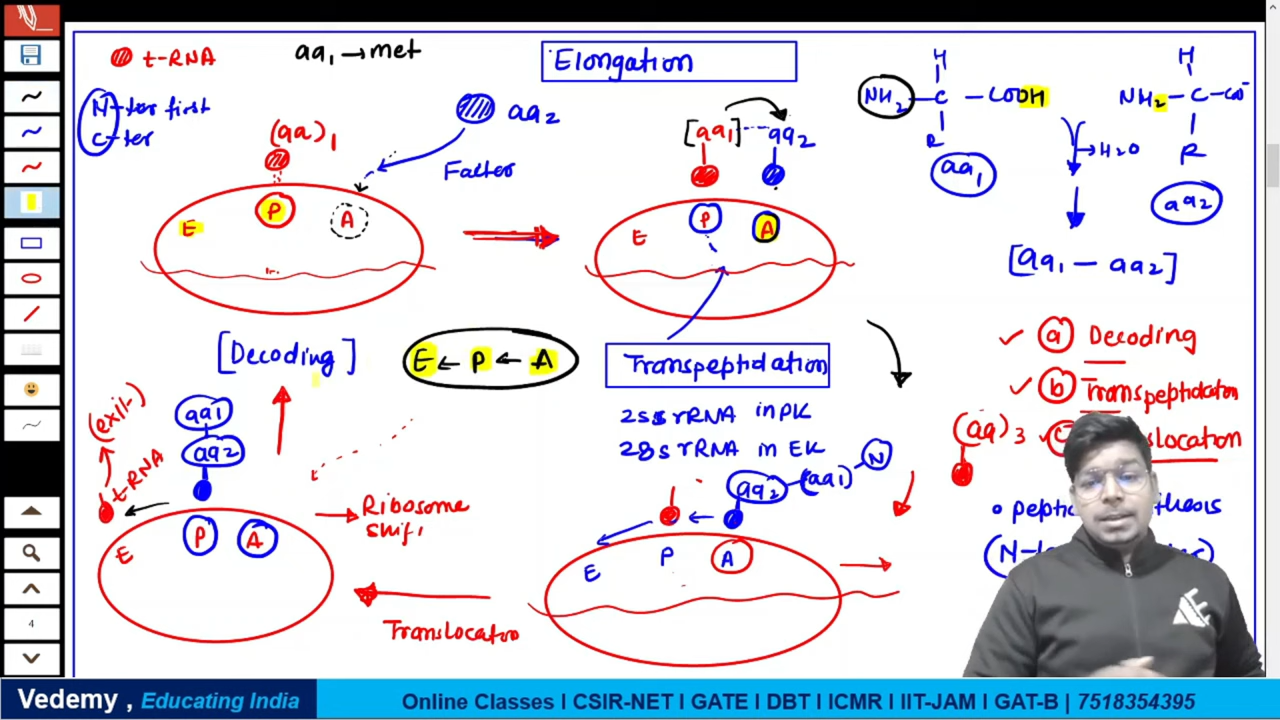 t-RNA
aa1 → met
Elongation
N-ter first
C-ter
(aa)1
aa2
Factor
E
P
A
[aa1]
aa2
E
P
A
H
NH2 - C - COOH
R
aa1
H
NH2 - C - COO-
R
aa2
→ H2O
[aa1 - aa2]
[Decoding]
E ← P ← A
Transpeptidation
23s rRNA in PK
28s rRNA in EK
a Decoding
b Transpeptidation
(aa)3
(exit)
t-RNA
aa1
aa2
E
P
A
→ Ribosome
shift
Translocation
aa2 - (aa1) - N
E
P
A
Vedemy , Educating India
Online Classes I CSIR-NET I GATE I DBT I ICMR I IIT-JAM I GAT-B I 7518354395
4